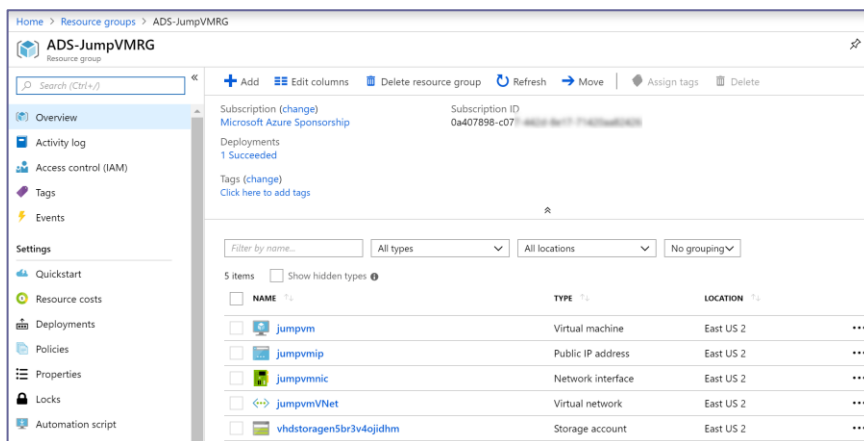 Home > Resource groups > ADS-JumpVMRG
ADS-JumpVMRG
Resource group
Search (Ctrl+/)
Overview
Activity log
Access control (IAM)
Tags
Events
Settings
Quickstart
Resource costs
Deployments
Policies
Properties
Locks
Automation script
Add Edit columns Delete resource group Refresh Move Assign tags Delete
Subscription (change) Subscription ID
Microsoft Azure Sponsorship 0a407898-c07
Deployments
1 Succeeded
Tags (change)
Click here to add tags
Filter by name... All types All locations No grouping
5 items Show hidden types
NAME TYPE LOCATION
jumpvm Virtual machine East US 2
jumpvmip Public IP address East US 2
jumpvmnic Network interface East US 2
jumpvmVNet Virtual network East US 2
vhdstoragen5br3v4ojidhm Storage account East US 2